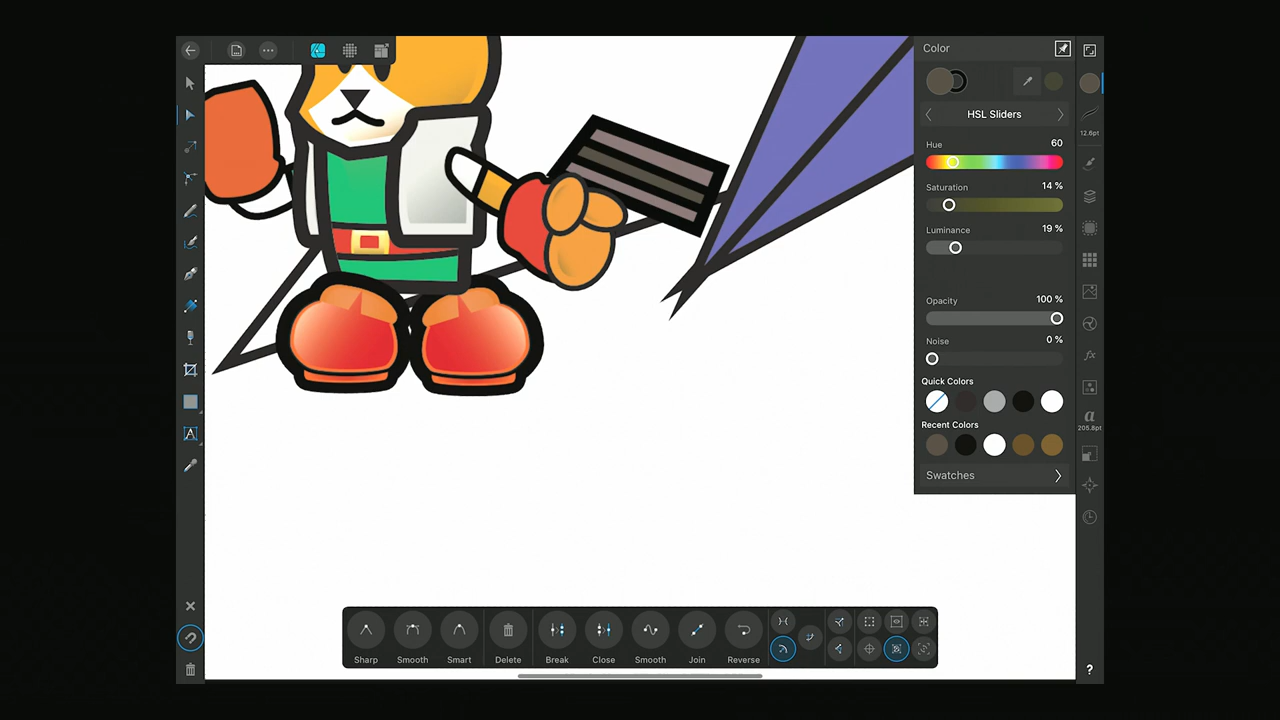 Color
HSL Sliders
Hue 60
12.6pt
Saturation 14 %
Luminance 19 %
Opacity 100 %
Noise 0 %
Quick Colors
a
205.8pt
Recent Colors
Swatches
A
fx
Sharp Smooth Smart Delete Break Close Smooth Join Reverse
?